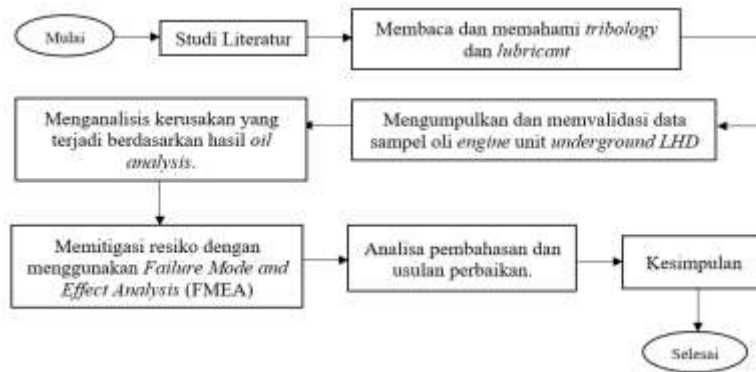 Mulai
Studi Literatur
Membaca dan memahami tribology
dan lubricant
Mengumpulkan dan memvalidasi data
sampel oli engine unit underground LHD
Menganalisis kerusakan yang
terjadi berdasarkan hasil oil
analysis.
Memitigasi resiko dengan
menggunakan Failure Mode and
Effect Analysis (FMEA)
Analisa pembahasan dan
usulan perbaikan.
Kesimpulan
Selesai